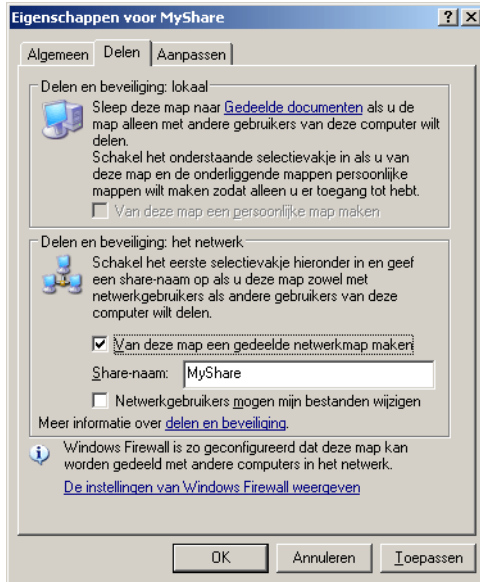 Eigenschappen voor MyShare
Algemeen Delen Aanpassen
Delen en beveiliging: lokaal
Sleep deze map naar Gedeelde documenten als u de
map alleen met andere gebruikers van deze computer wilt
delen.
Schakel het onderstaande selectievakje in als u van
deze map en de onderliggende mappen persoonlijke
mappen wilt maken zodat alleen u er toegang tot hebt.
Van deze map een persoonlijke map maken
Delen en beveiliging: het netwerk
Schakel het eerste selectievakje hieronder in en geef
een share-naam op als u deze map zowel met
netwerkgebruikers als andere gebruikers van deze
computer wilt delen.
Van deze map een gedeelde netwerkmap maken
Share-naam: MyShare
Netwerkgebruikers mogen mijn bestanden wijzigen
Meer informatie over delen en beveiliging.
Windows Firewall is zo geconfigureerd dat deze map kan
worden gedeeld met andere computers in het netwerk.
De instellingen van Windows Firewall weergeven
OK Annuleren Toepassen